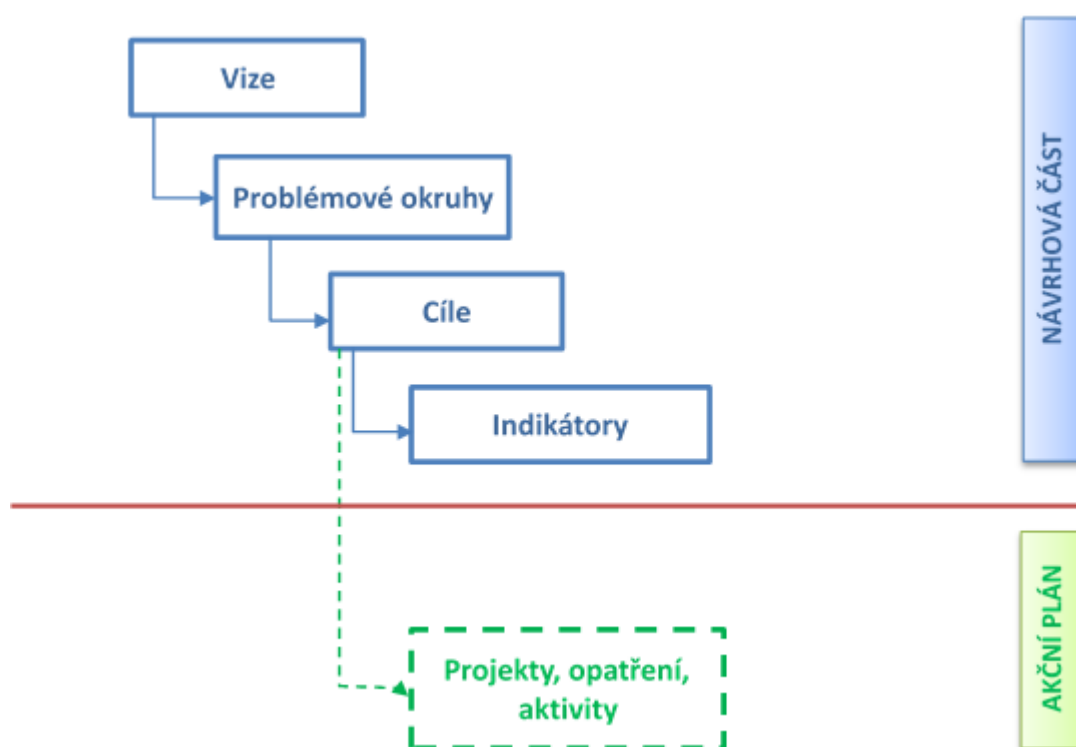 Vize
Problémové okruhy
Cíle
Indikátory
NÁVRHOVÁ ČÁST
Projekty, opatření,
aktivity
AKČNÍ PLÁN